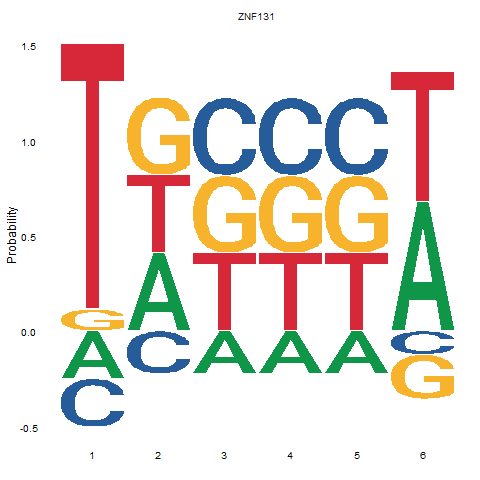 ZNF131
Probability
1.5
1.0
0.5
0.0
-0.5
T G A C
G T A C
C G T A
C G T A
C G T A
T A C G
1 2 3 4 5 6